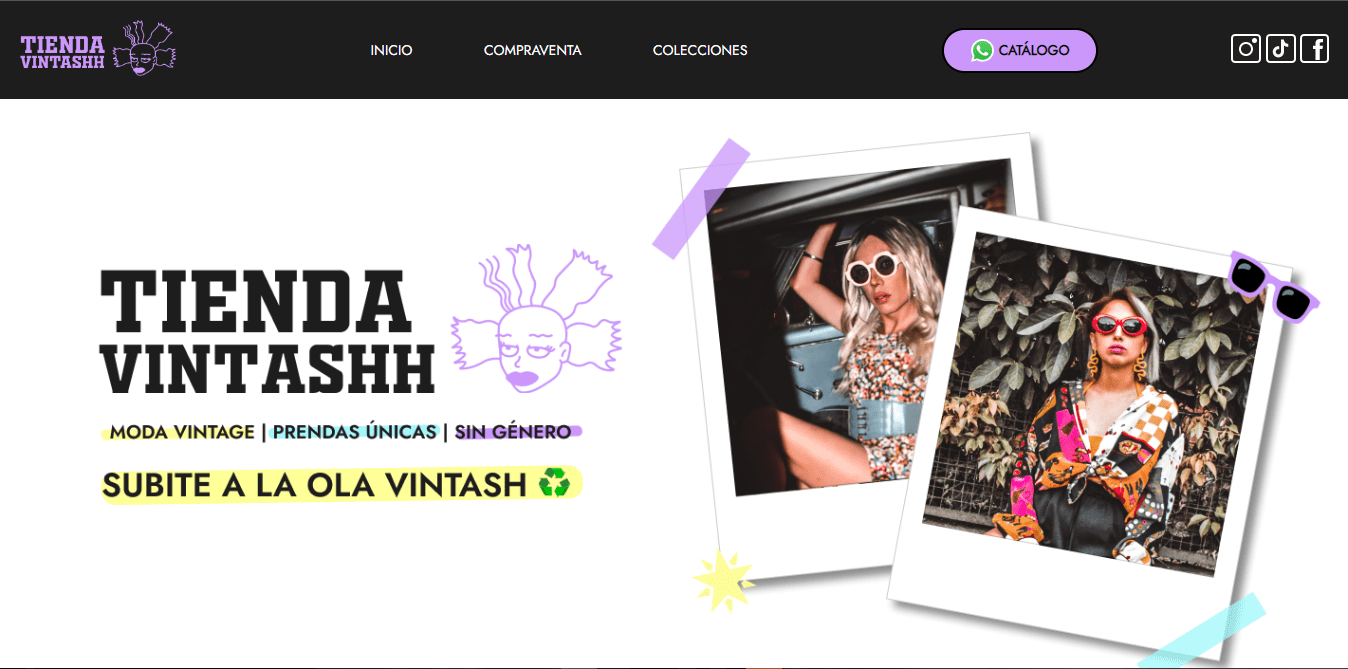 TIENDA
VINTASHH
INICIO
COMPRAVENTA
COLECCIONES
CATÁLOGO
TIENDA
VINTASHH
MODA VINTAGE | PRENDAS ÚNICAS | SIN GÉNERO
SUBITE A LA OLA VINTASH